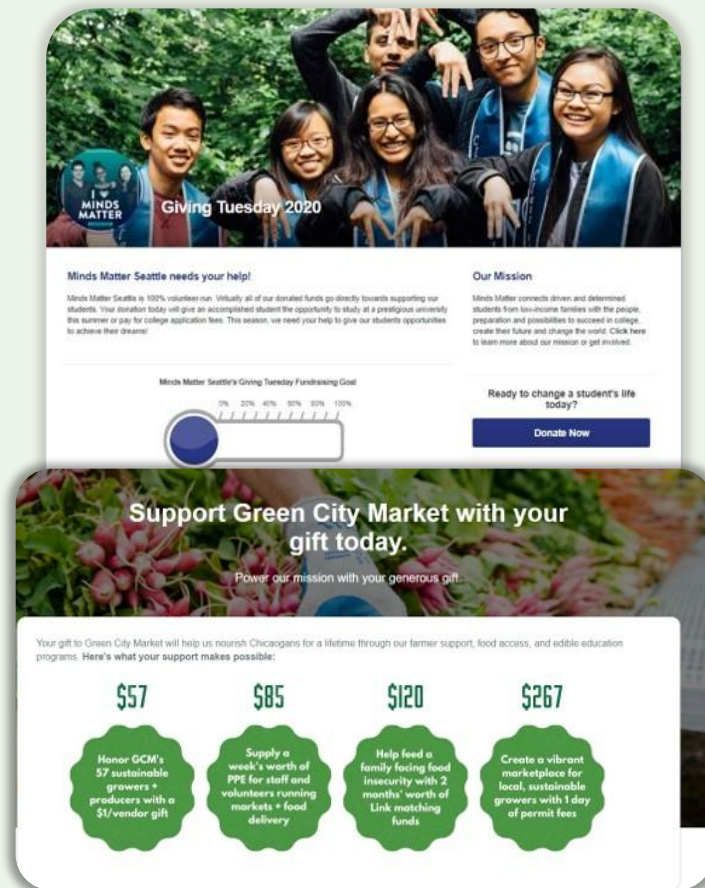 I ♥
MINDS
MATTER
Giving Tuesday 2020
Minds Matter Seattle needs your help!
Minds Matter Seattle is 100% volunteer-run. Virtually all of our donated funds go directly towards supporting our
students. Your donation will give an accomplished student the opportunity to study at a prestigious university
this summer or pay for college application fees. This season, we need your help to give our students opportunities
to achieve their dreams!
Our Mission
Minds Matter connects driven and determined
students from low-income families with the people,
preparation and possibilities to succeed in college,
create their future and change the world. Click here
to learn more about our mission or get involved.
Minds Matter Seattle's Giving Tuesday Fundraising Goal
0% 20% 40% 60% 80% 100%
Ready to change a student's life
today?
Donate Now
Support Green City Market with your
gift today.
Power our mission with your generous gift.
Your gift to Green City Market will help us nourish Chicagoans for a lifetime through our farmer support, food access, and edible education
programs. Here's what your support makes possible:
$57
Honor GCM's
57 sustainable
growers +
producers with a
$1/vendor gift
$85
Supply a
week's worth of
PPE for staff and
volunteers running
markets + food
delivery
$120
Help feed a
family facing food
insecurity with 2
months' worth of
Link matching
funds
$267
Create a vibrant
marketplace for
local, sustainable
growers with 1 day
of permit fees